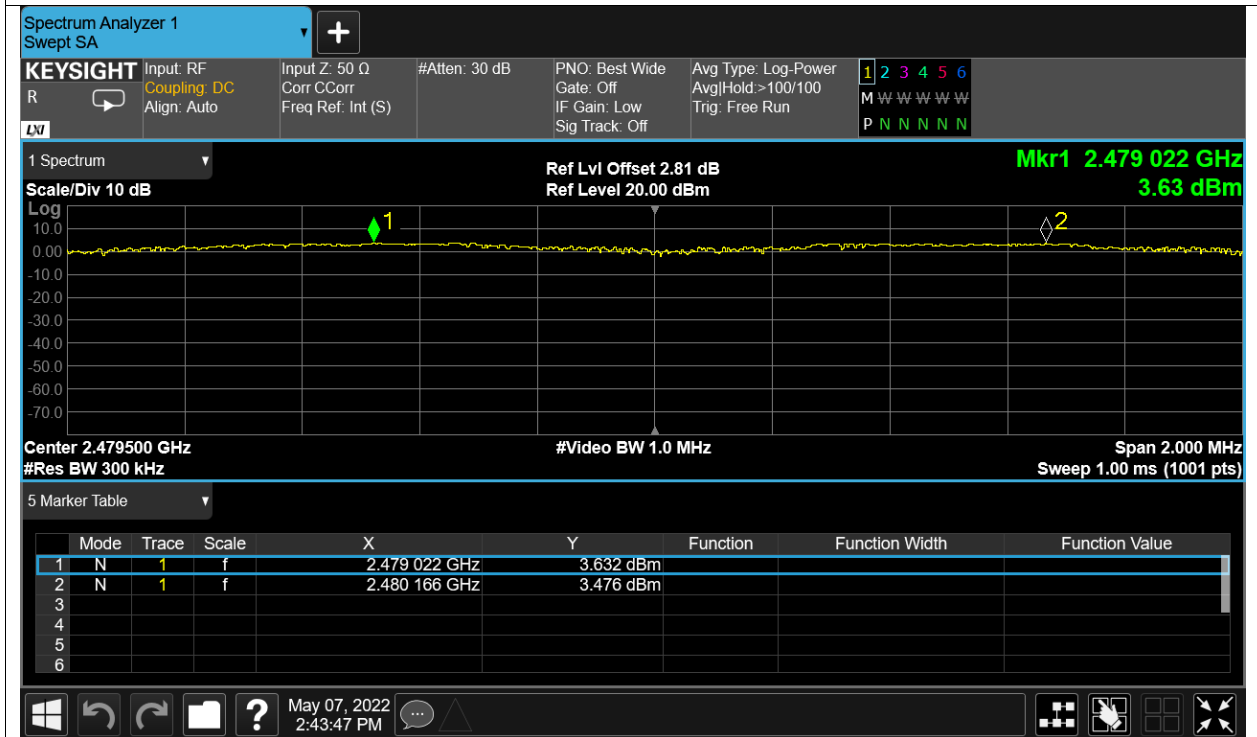 Spectrum Analyzer 1
Swept SA
+
KEYSIGHT Input: RF Input Z: 50 Ω #Atten: 30 dB PNO: Best Wide Avg Type: Log-Power 1 2 3 4 5 6
R Coupling: DC Corr CCorr Gate: Off Avg|Hold:>100/100 M W W W W W
Align: Auto Freq Ref: Int (S) IF Gain: Low Trig: Free Run
LXI Sig Track: Off P N N N N N
1 Spectrum Ref Lvl Offset 2.81 dB Mkr1 2.479 022 GHz
Scale/Div 10 dB Ref Level 20.00 dBm 3.63 dBm
Log
1 2
10.0
0.00
-10.0
-20.0
-30.0
-40.0
-50.0
-60.0
-70.0
Center 2.479500 GHz #Video BW 1.0 MHz Span 2.000 MHz
#Res BW 300 kHz Sweep 1.00 ms (1001 pts)
5 Marker Table
Mode Trace Scale X Y Function Function Width Function Value
1 N 1 f 2.479 022 GHz 3.632 dBm
2 N 1 f 2.480 166 GHz 3.476 dBm
3
4
5
6
? May 07, 2022
2:43:47 PM